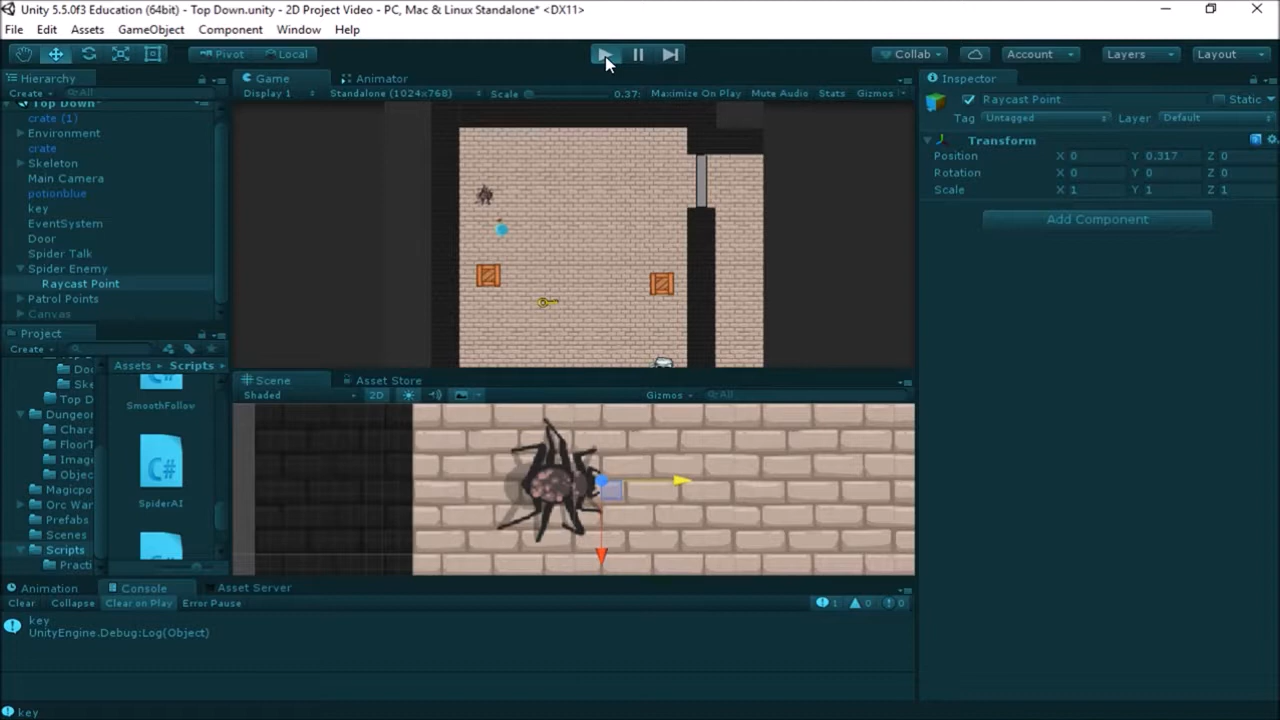 Unity 5.5.0f3 Education (64bit) - Top Down.unity - 2D Project Video - PC, Mac & Linux Standalone* <DX11>
File Edit Assets GameObject Component Window Help
Pivot Local Collab Account Layers Layout
Hierarchy Game Animator Inspector
Create All Display 1 Standalone (1024x768) Scale 0.37: Maximize On Play Mute Audio Stats Gizmos
Raycast Point Static
Top Down*
crate (1)
Tag Untagged Layer Default
Environment
Transform
crate
Position X 0 Y 0.317 Z 0
Skeleton
Rotation X 0 Y 0 Z 0
Main Camera
Scale X 1 Y 1 Z 1
potionblue
key
Add Component
EventSystem
Door
Spider Talk
Spider Enemy
Raycast Point
Patrol Points
Canvas
Project
Create
Assets Scripts
Dou
Ske
Top D
Dungeon
Chara
FloorT
Image
Object
Magicpot
Orc War
Prefabs
Scenes
Scripts
Practi
SmoothFollow
C#
SpiderAI
Scene Asset Store
Shaded 2D Gizmos All
Animation Console Asset Server
Clear Collapse Clear on Play Error Pause 1 0 0
key
UnityEngine.Debug:Log(Object)
key